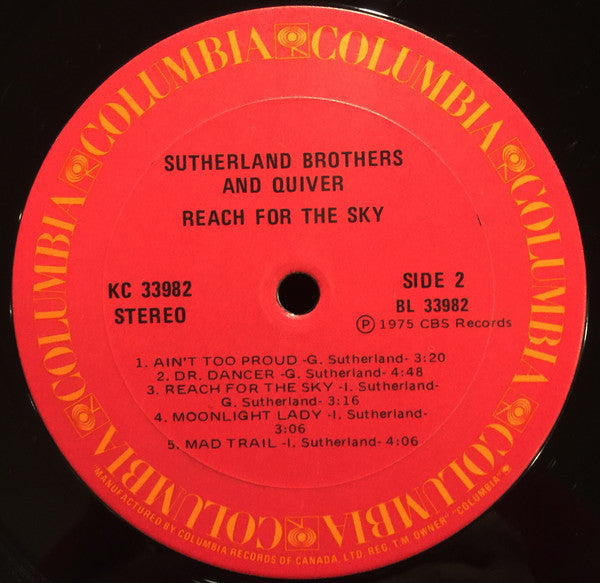 COLUMBIA COLUMBIA COLUMBIA COLUMBIA COLUMBIA COLUMBIA
SUTHERLAND BROTHERS
AND QUIVER
REACH FOR THE SKY
KC 33982
STEREO
SIDE 2
BL 33982
Ⓟ 1975 CBS Records
1. AIN'T TOO PROUD -G. Sutherland- 3:20
2. DR. DANCER -G. Sutherland- 4:48
3. REACH FOR THE SKY -I. Sutherland-
G. Sutherland- 3:16
4. MOONLIGHT LADY -I. Sutherland-
3:06
5. MAD TRAIL -I. Sutherland- 4:06
MANUFACTURED BY COLUMBIA RECORDS OF CANADA, LTD. REG. T.M. OWNER "COLUMBIA"